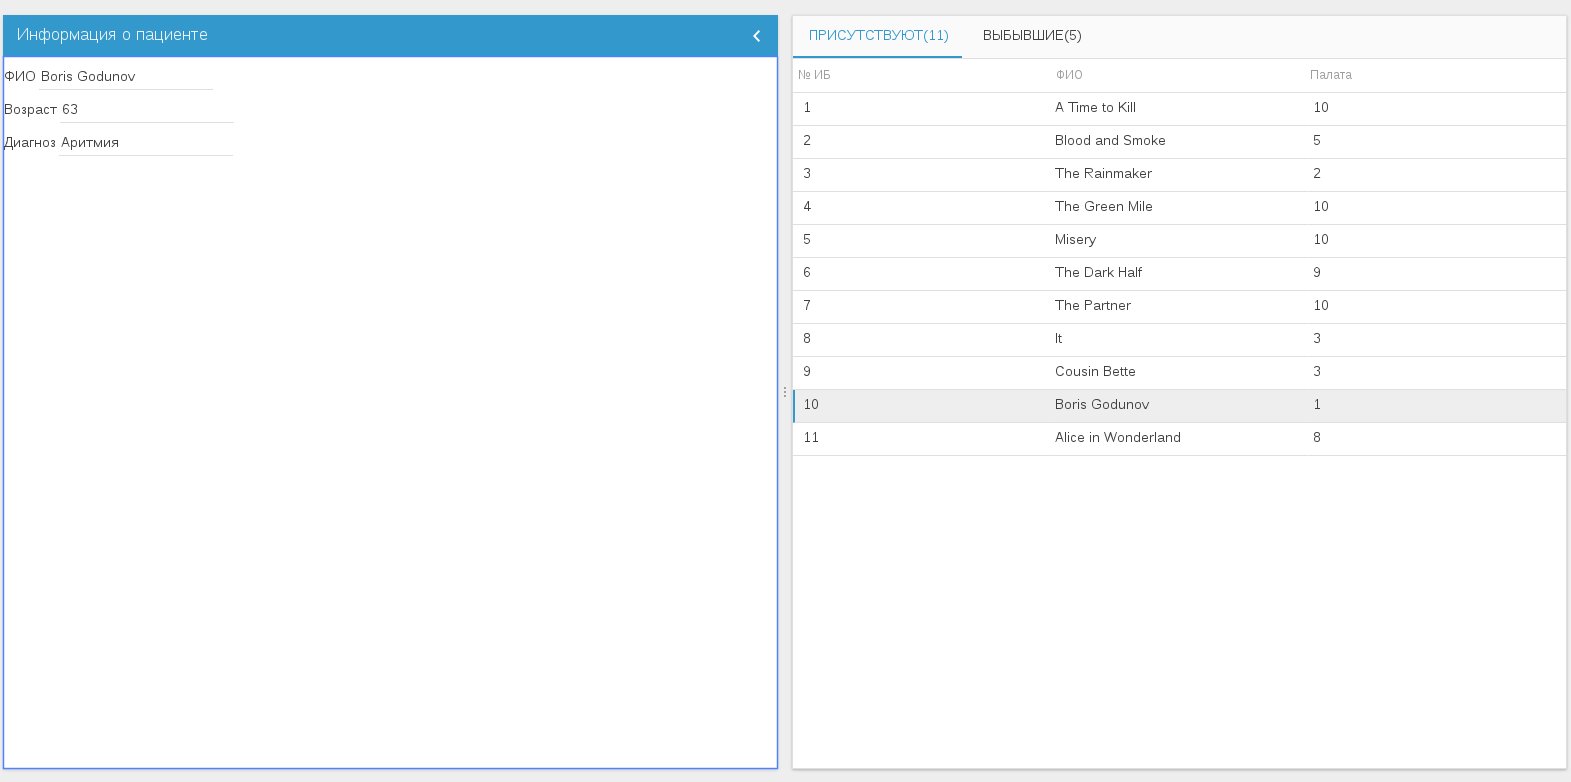 Информация о пациенте
ФИО Boris Godunov
Возраст 63
Диагноз Аритмия
ПРИСУТСТВУЮТ(11) ВЫБЫВШИЕ(5)
№ ИБ ФИО Палата
1 A Time to Kill 10
2 Blood and Smoke 5
3 The Rainmaker 2
4 The Green Mile 10
5 Misery 10
6 The Dark Half 9
7 The Partner 10
8 It 3
9 Cousin Bette 3
10 Boris Godunov 1
11 Alice in Wonderland 8